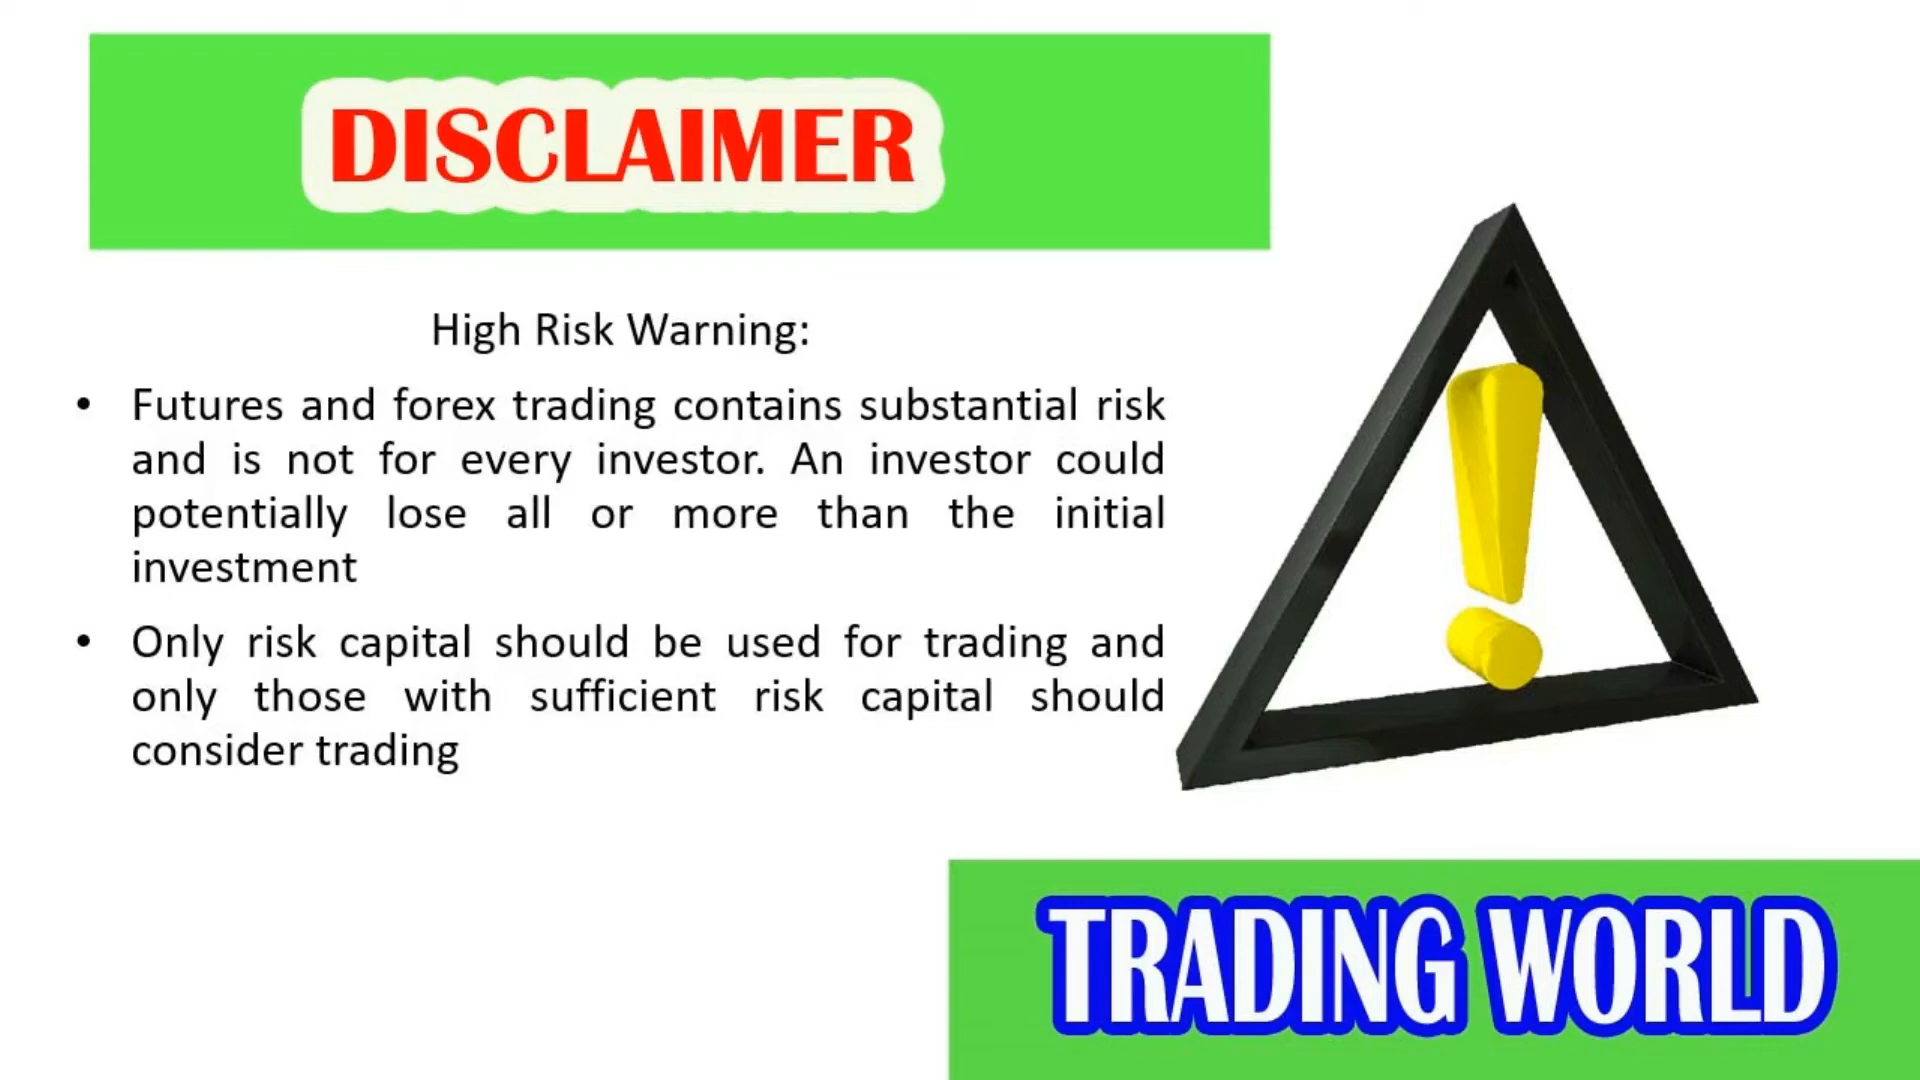 DISCLAIMER
High Risk Warning:
• Futures and forex trading contains substantial risk
and is not for every investor. An investor could
potentially lose all or more than the initial
investment
• Only risk capital should be used for trading and
only those with sufficient risk capital should
consider trading
TRADING WORLD